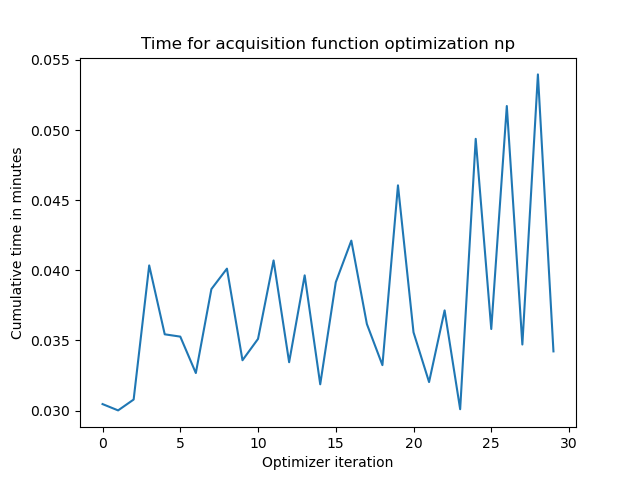 Time for acquisition function optimization np
0.055
0.050
0.045
0.040
0.035
0.030
Cumulative time in minutes
0 5 10 15 20 25 30
Optimizer iteration